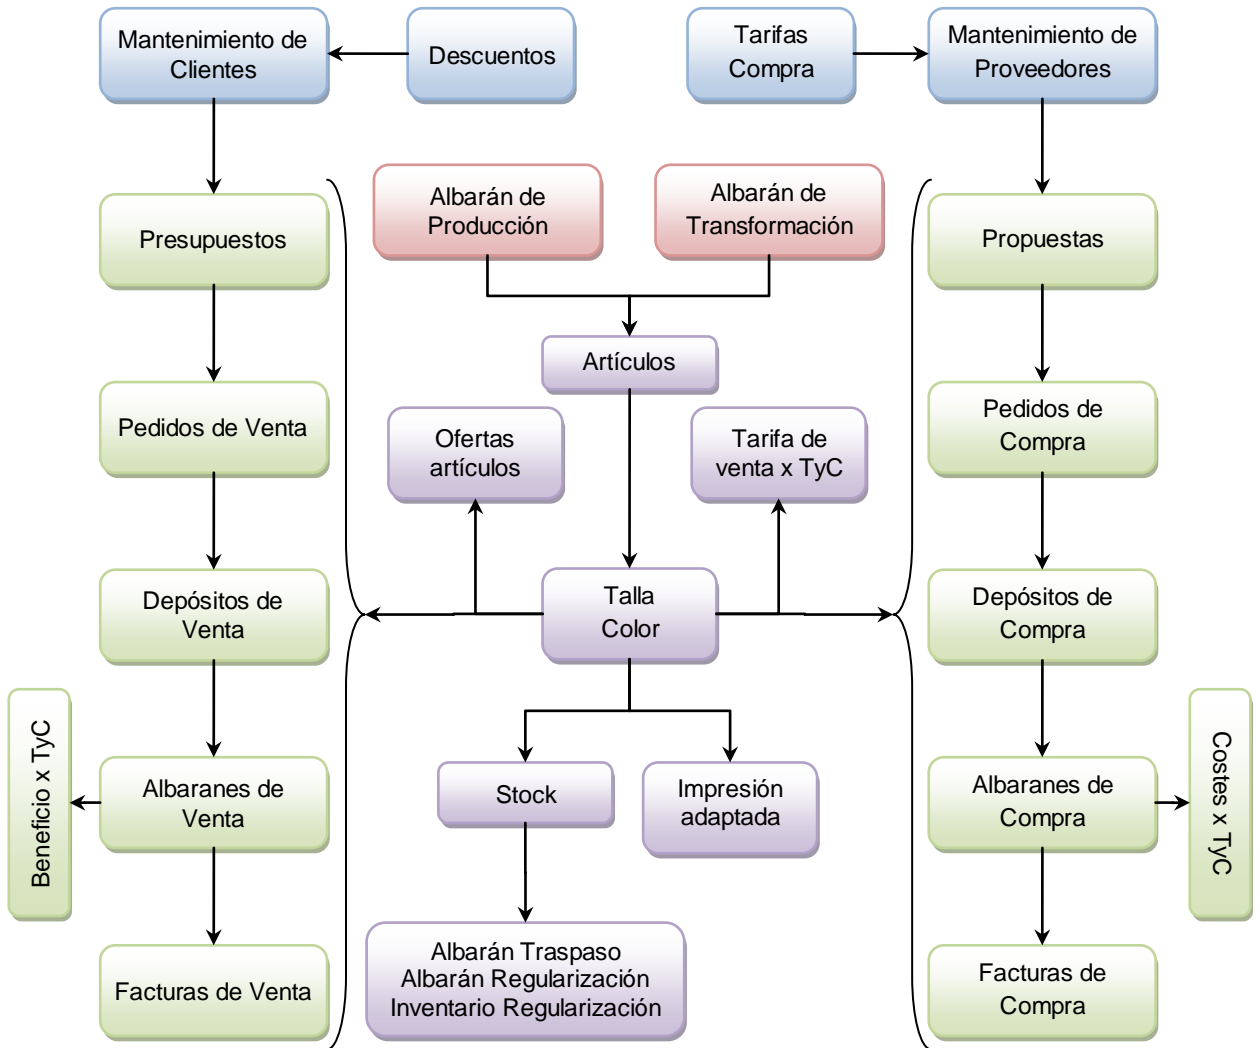 Mantenimiento de
Clientes
Descuentos
Tarifas
Compra
Mantenimiento de
Proveedores
Albarán de
Producción
Albarán de
Transformación
Presupuestos
Propuestas
Artículos
Pedidos de Venta
Ofertas
artículos
Tarifa de
venta x TyC
Pedidos de
Compra
Depósitos de
Venta
Talla
Color
Depósitos de
Compra
Beneficio x TyC
Albaranes de
Venta
Stock
Impresión
adaptada
Albaranes de
Compra
Costes x TyC
Facturas de Venta
Albarán Traspaso
Albarán Regularización
Inventario Regularización
Facturas de
Compra